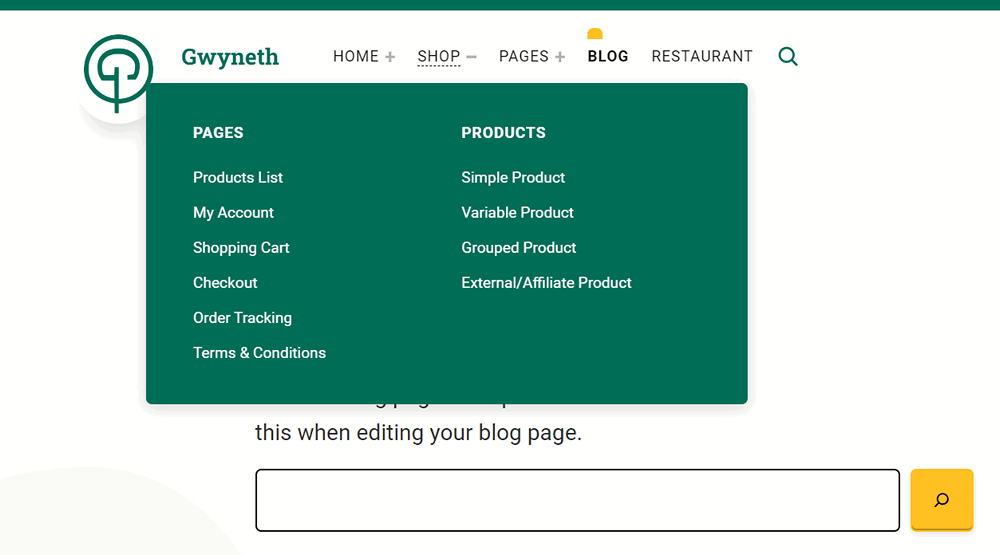 Gwyneth
HOME + SHOP − PAGES + BLOG RESTAURANT
PAGES
Products List
My Account
Shopping Cart
Checkout
Order Tracking
Terms & Conditions
PRODUCTS
Simple Product
Variable Product
Grouped Product
External/Affiliate Product
this when editing your blog page.